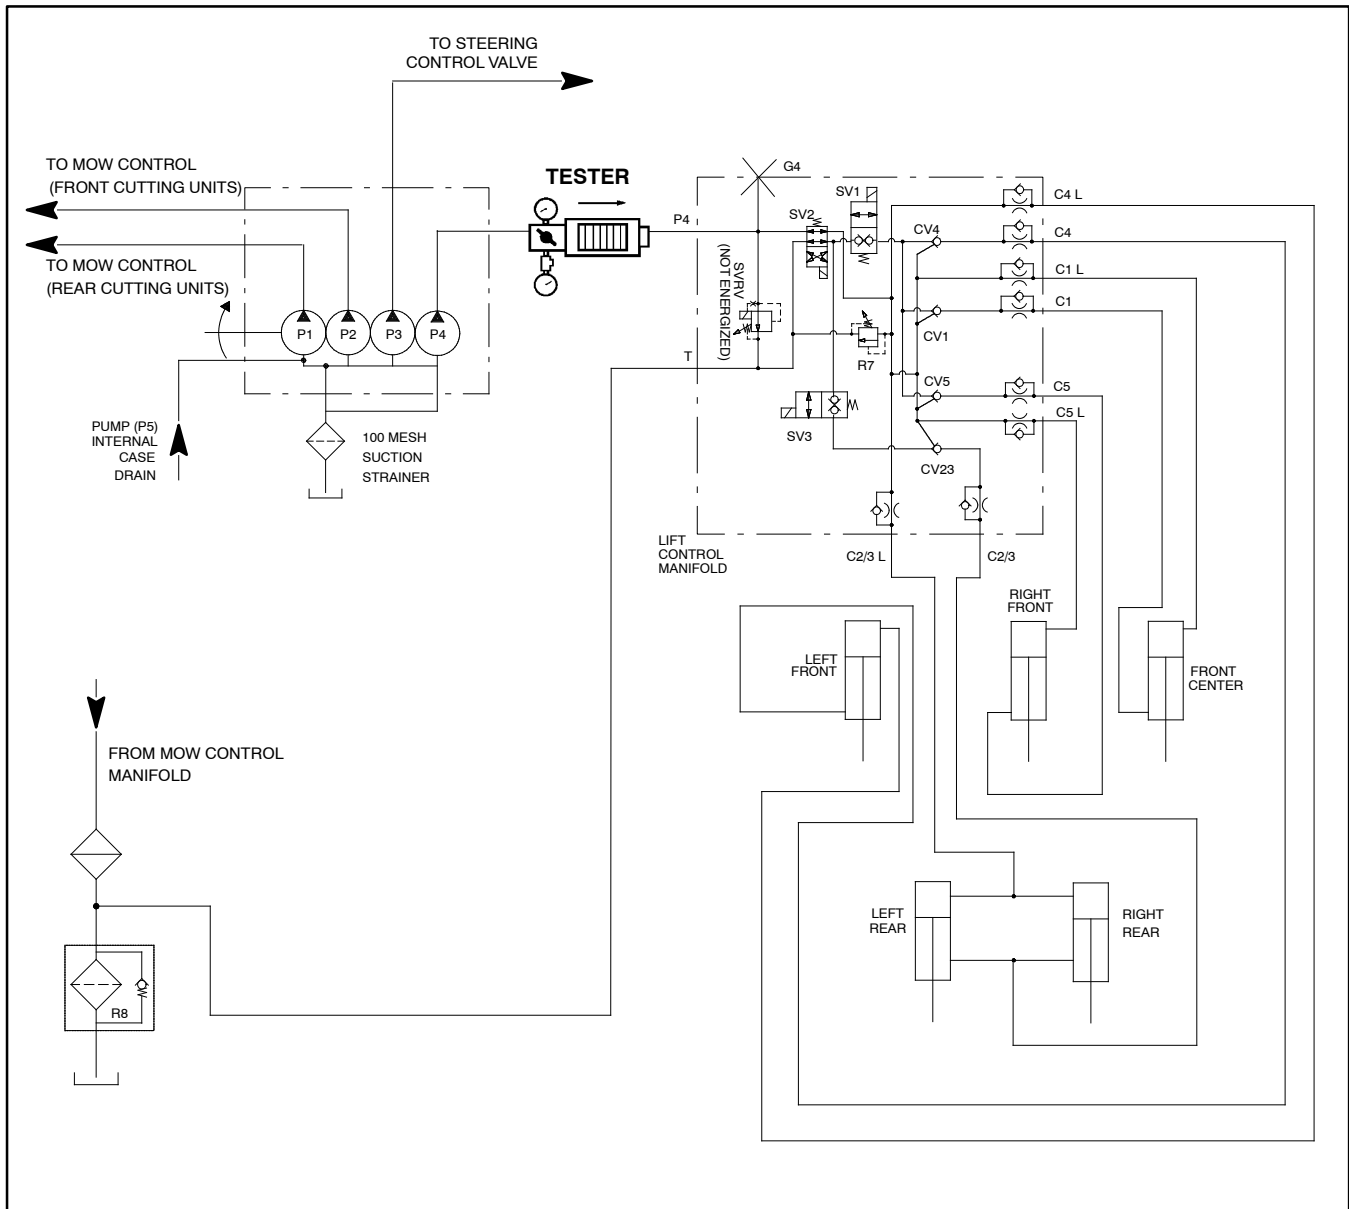 TO STEERING
CONTROL VALVE
TO MOW CONTROL
(FRONT CUTTING UNITS)
TO MOW CONTROL
(REAR CUTTING UNITS)
TESTER
P1
P2
P3
P4
PUMP (P5)
INTERNAL
CASE
DRAIN
100 MESH
SUCTION
STRAINER
P4
G4
SV1
SV2
SVRV
(NOT ENERGIZED)
CV4
C4 L
C4
C1 L
C1
CV1
R7
T
CV5
C5
C5 L
SV3
CV23
LIFT
CONTROL
MANIFOLD
C2/3 L
C2/3
RIGHT
FRONT
LEFT
FRONT
FRONT
CENTER
FROM MOW CONTROL
MANIFOLD
LEFT
REAR
RIGHT
REAR
R8